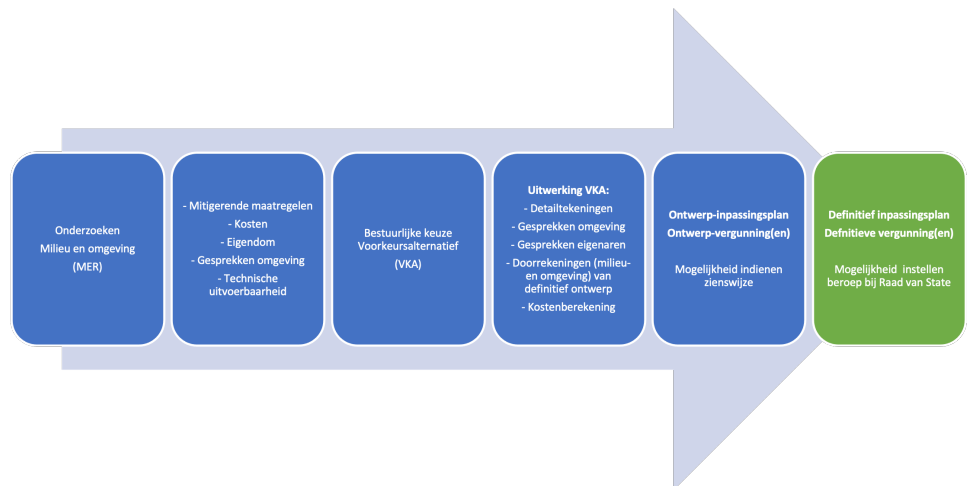 Onderzoeken
Milieu en omgeving
(MER)
- Mitigerende maatregelen
- Kosten
- Eigendom
- Gesprekken omgeving
- Technische
uitvoerbaarheid
Bestuurlijke keuze
Voorkeursalternatief
(VKA)
Uitwerking VKA:
- Detailtekeningen
- Gesprekken omgeving
- Gesprekken eigenaren
- Doorrekeningen (milieu-
en omgeving) van
definitief ontwerp
- Kostenberekening
Ontwerp-inpassingsplan
Ontwerp-vergunning(en)
Mogelijkheid indienen
zienswijze
Definitief inpassingsplan
Defnitieve vergunning(en)
Mogelijkheid instellen
beroep bij Raad van State